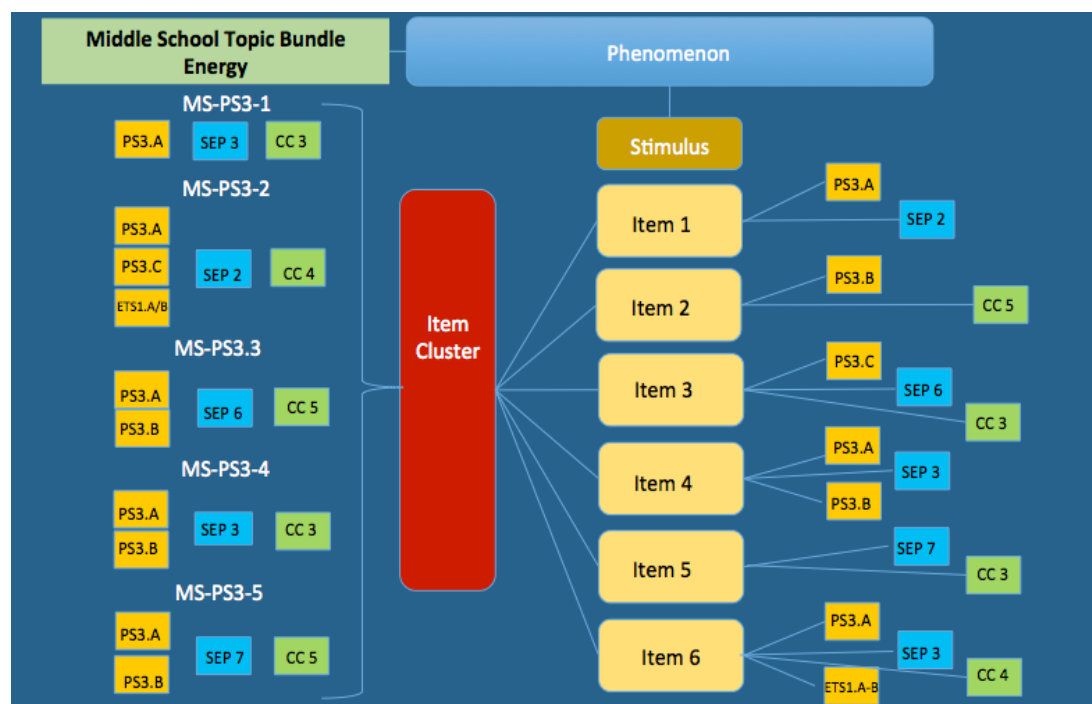 Middle School Topic Bundle
Energy
Phenomenon
MS-PS3-1
PS3.A
SEP 3
CC 3
MS-PS3-2
PS3.A
PS3.C
ETS1.A/B
SEP 2
CC 4
MS-PS3.3
PS3.A
PS3.B
SEP 6
CC 5
MS-PS3-4
PS3.A
PS3.B
SEP 3
CC 3
MS-PS3-5
PS3.A
PS3.B
SEP 7
CC 5
Item
Cluster
Stimulus
Item 1
PS3.A
SEP 2
Item 2
PS3.B
CC 5
Item 3
PS3.C
SEP 6
CC 3
Item 4
PS3.A
SEP 3
PS3.B
Item 5
SEP 7
CC 3
Item 6
PS3.A
SEP 3
CC 4
ETS1.A-B